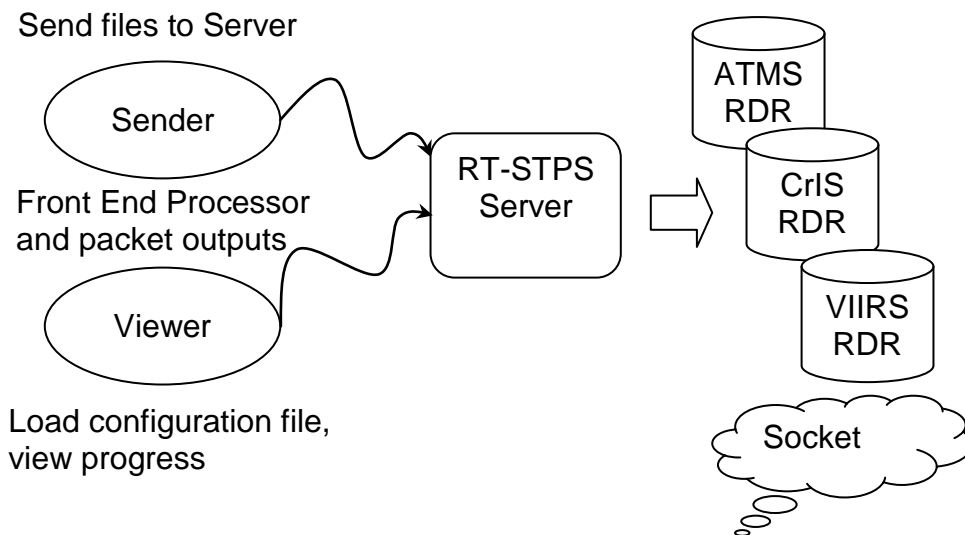 Send files to Server
Sender
Front End Processor
and packet outputs
Viewer
Load configuration file,
view progress
RT-STPS
Server
ATMS
RDR
CrIS
RDR
VIIRS
RDR
Socket